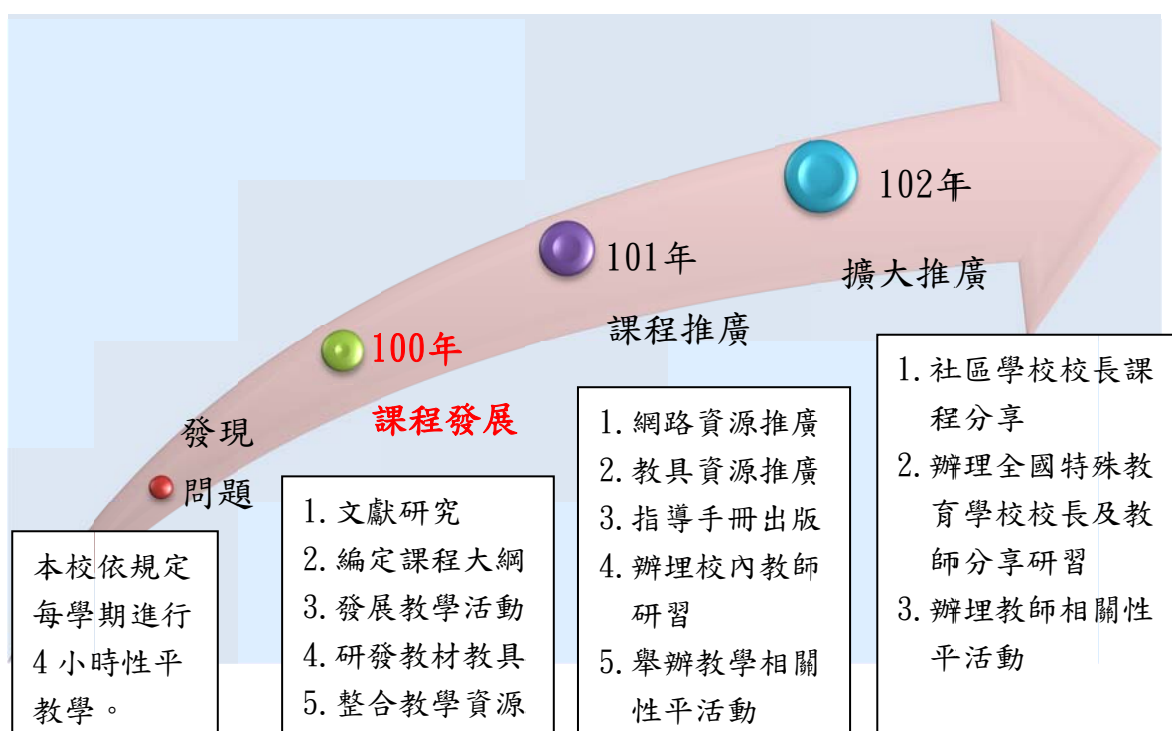 102年
擴大推廣
101年
課程推廣
100年
課程發展
發現
問題
本校依規定
每學期進行
4小時性平
教學。
1. 文獻研究
2. 編定課程大綱
3. 發展教學活動
4. 研發教材教具
5. 整合教學資源
1. 網路資源推廣
2. 教具資源推廣
3. 指導手冊出版
4. 辦埋校內教師
研習
5. 舉辦教學相關
性平活動
1. 社區學校校長課
程分享
2. 辦理全國特殊教
育學校校長及教
師分享研習
3. 辦埋教師相關性
平活動